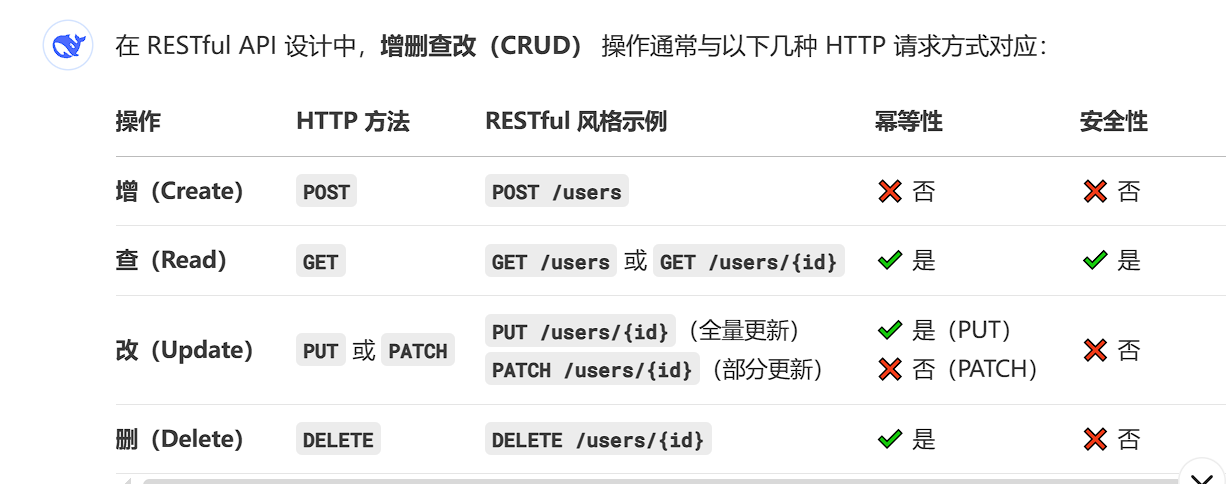 在 RESTful API 设计中，增删查改（CRUD） 操作通常与以下几种 HTTP 请求方式对应：
操作 HTTP 方法 RESTful 风格示例 幂等性 安全性
增（Create） POST POST /users ❌ 否 ❌ 否
查（Read） GET GET /users 或 GET /users/{id} ✔ 是 ✔ 是
改（Update） PUT 或 PATCH PUT /users/{id}（全量更新） ✔ 是（PUT） ❌ 否
PATCH /users/{id}（部分更新） ❌ 否（PATCH）
删（Delete） DELETE DELETE /users/{id} ✔ 是 ❌ 否